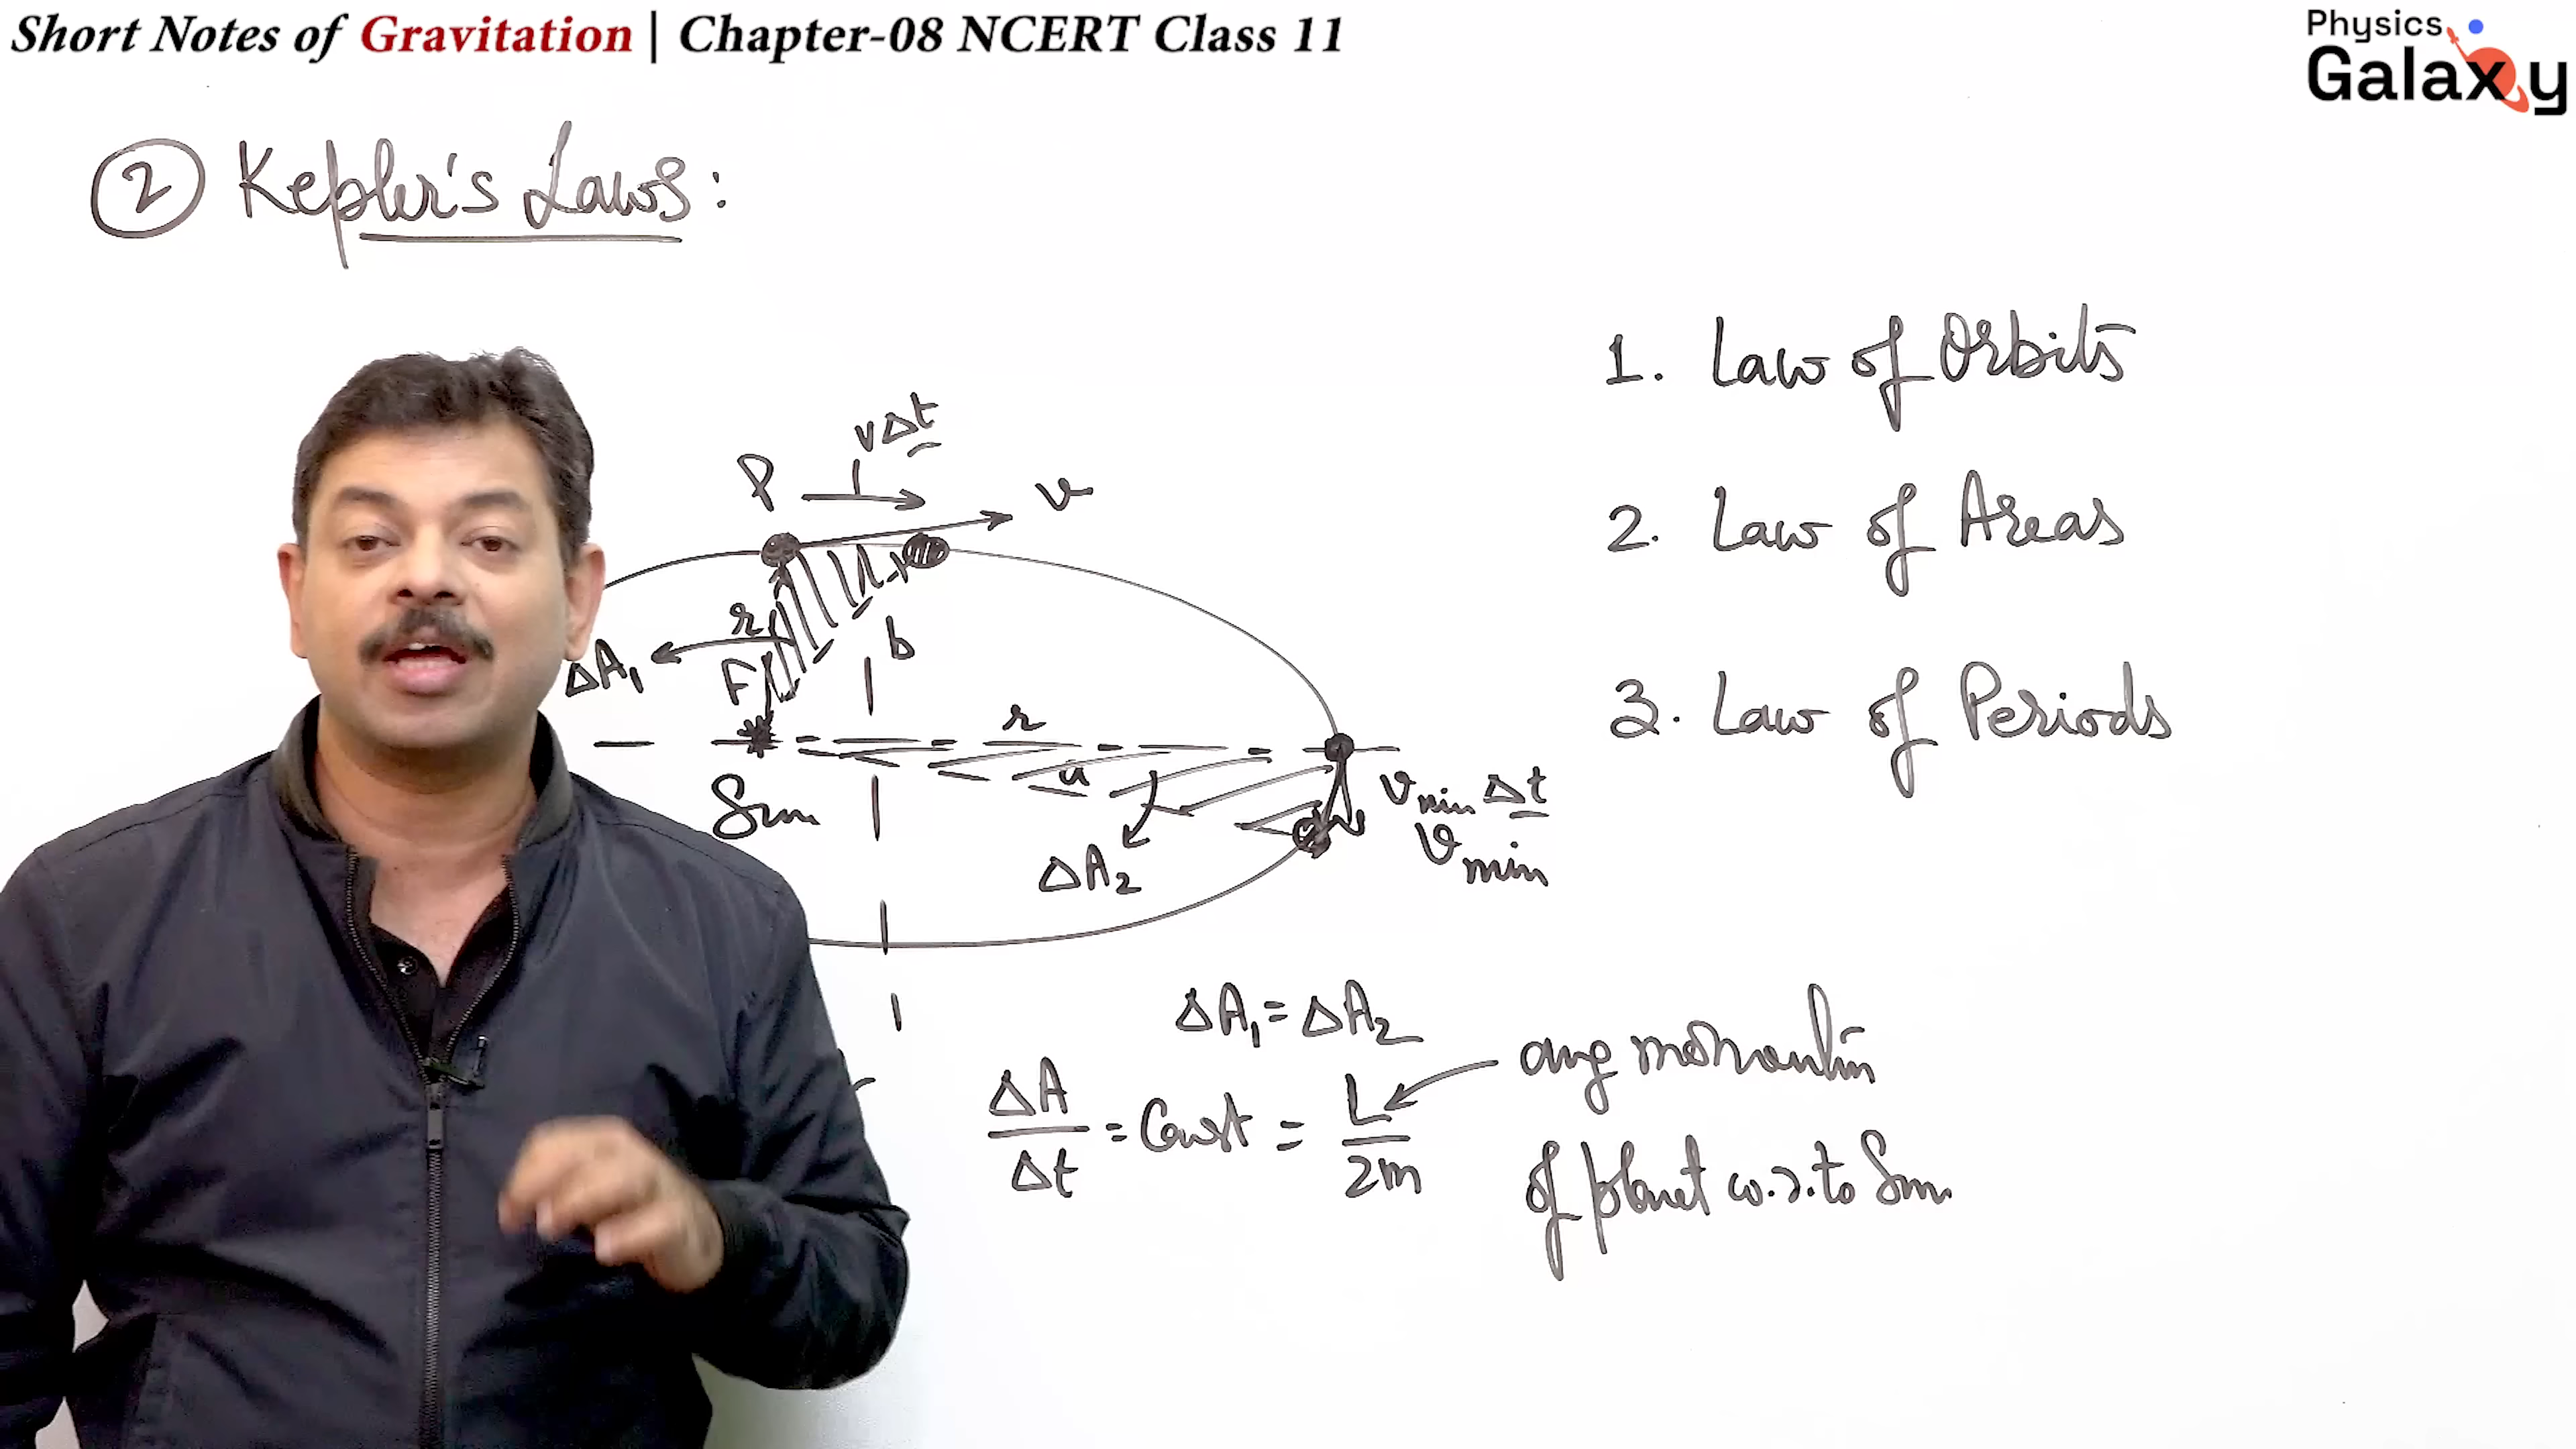 Short Notes of Gravitation | Chapter-08 NCERT Class 11
Physics
Galaxy
② Kepler's Laws:
1. Law of Orbits
2. Law of Areas
3. Law of Periods
vΔt
P
v
r
b
ΔA₁
F
r
a
Sun
v min Δt
v min
ΔA₂
ΔA₁ = ΔA₂
ΔA/Δt = Const = L/2m
ang momentum
of planet w.r.to Sun